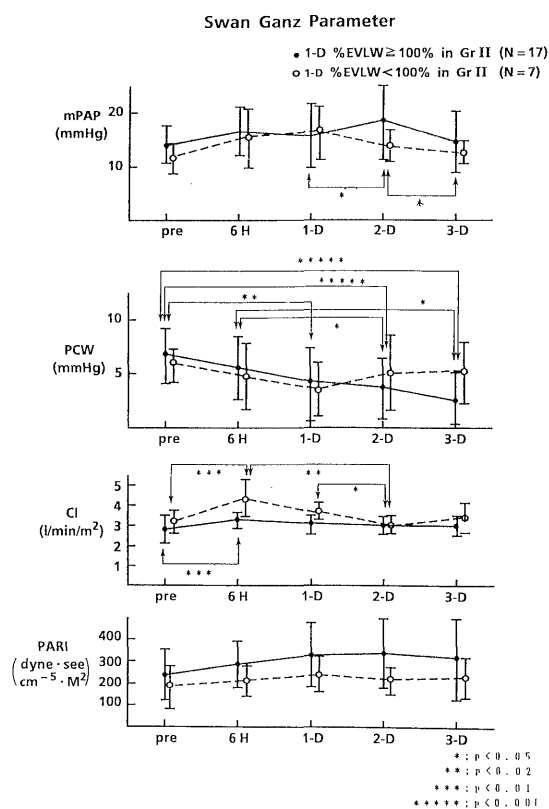 Swan Ganz Parameter
● 1-D %EVLW ≧ 100% in Gr II (N = 17)
○ 1-D %EVLW < 100% in Gr II (N = 7)
mPAP
(mmHg)
20
10
*
*
pre 6 H 1-D 2-D 3-D
*****
*****
**
*
*
PCW
(mmHg)
10
5
pre 6 H 1-D 2-D 3-D
***
**
*
CI
(l/min/m²)
5
4
3
2
1
***
pre 6 H 1-D 2-D 3-D
PARI
(dyne · see
cm⁻⁵ · M²)
400
300
200
100
pre 6 H 1-D 2-D 3-D
* : p < 0.05
** : p < 0.02
*** : p < 0.01
***** : p < 0.001